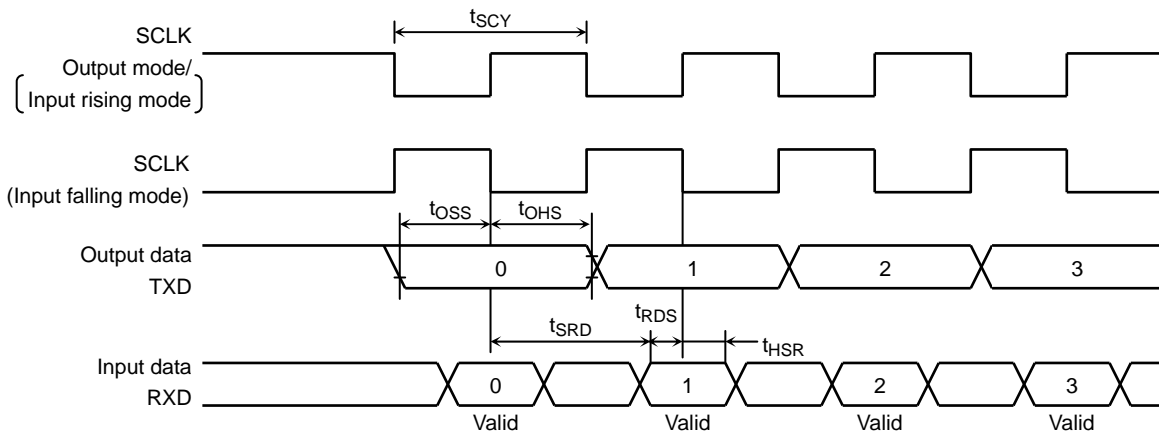 tSCY
SCLK
Output mode/
Input rising mode
SCLK
(Input falling mode)
tOSS
tOHS
Output data
TXD
0
1
2
3
tSRD
tRDS
tHSR
Input data
RXD
0
1
2
3
Valid
Valid
Valid
Valid